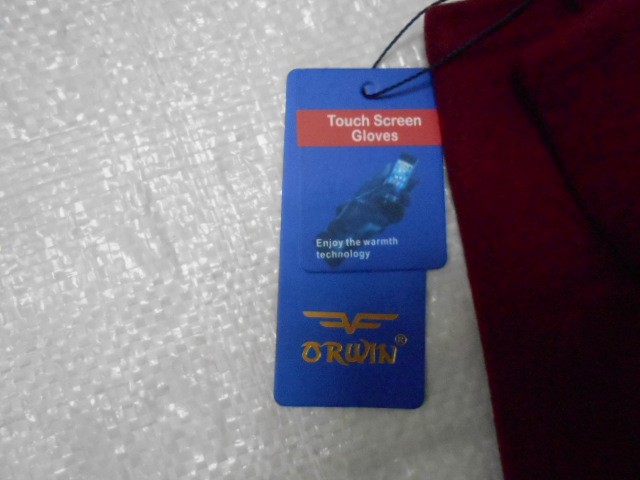 Touch Screen
Gloves
Enjoy the warmth
technology
ORWIN®